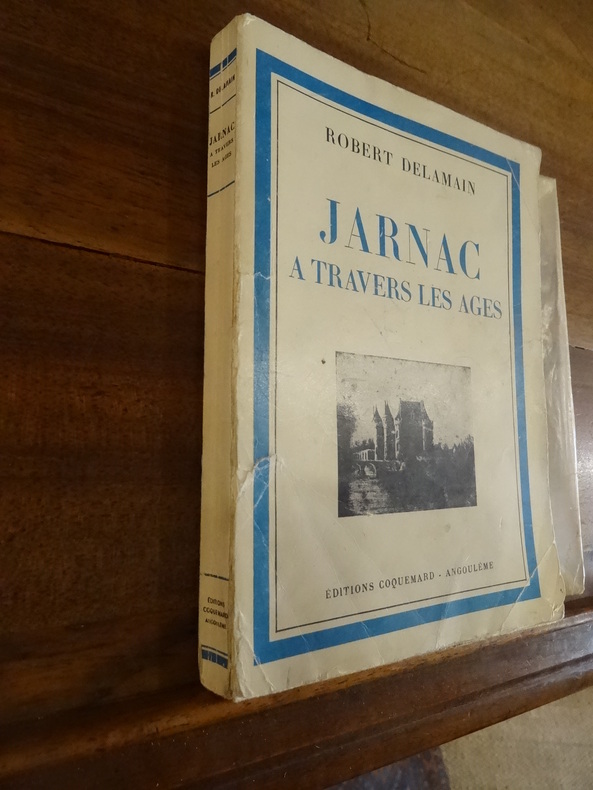 ROBERT DELAMAIN
JARNAC
A TRAVERS LES AGES
ÉDITIONS COQUEMARD - ANGOULÊME
JARNAC
A TRAVERS
LES AGES
ÉDITIONS
COQUEMARD
ANGOULÊME